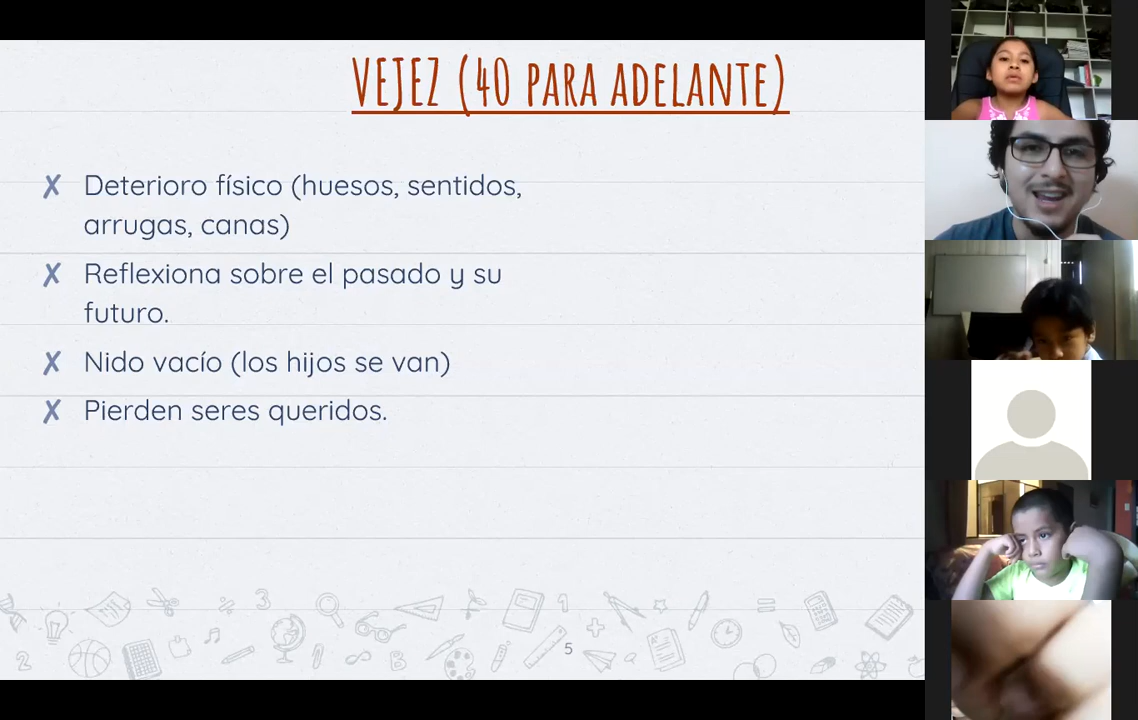 VEJEZ (40 PARA ADELANTE)
✗ Deterioro físico (huesos, sentidos,
arrugas, canas)
✗ Reflexiona sobre el pasado y su
futuro.
✗ Nido vacío (los hijos se van)
✗ Pierden seres queridos.
5